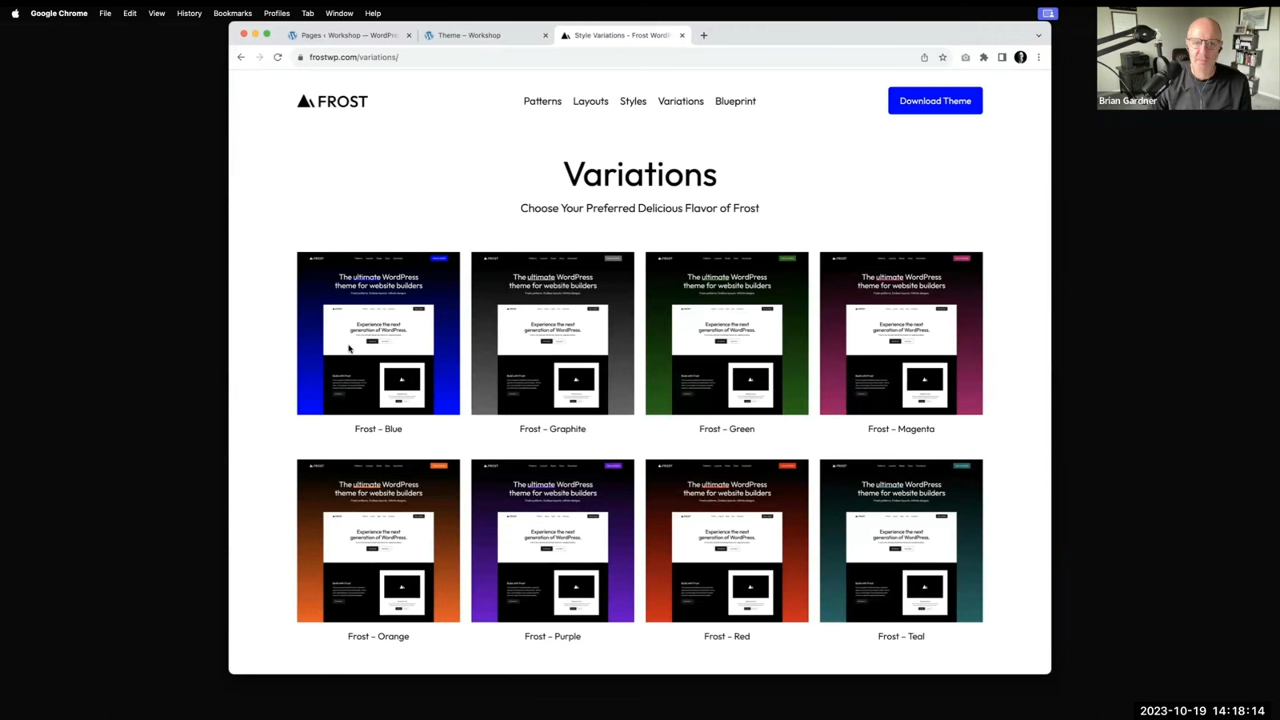 Google Chrome File Edit View History Bookmarks Profiles Tab Window Help
Pages ‹ Workshop — WordPre
Theme – Workshop
Style Variations - Frost WordP
frostwp.com/variations/
FROST
Patterns Layouts Styles Variations Blueprint
Download Theme
Brian Gardner
Variations
Choose Your Preferred Delicious Flavor of Frost
The ultimate WordPress
theme for website builders
Experience the next
generation of WordPress.
The ultimate WordPress
theme for website builders
Experience the next
generation of WordPress.
The ultimate WordPress
theme for website builders
Experience the next
generation of WordPress.
The ultimate WordPress
theme for website builders
Experience the next
generation of WordPress.
Frost – Blue
Frost – Graphite
Frost – Green
Frost – Magenta
FROST
The ultimate WordPress
theme for website builders
Experience the next
generation of WordPress.
FROST
The ultimate WordPress
theme for website builders
Experience the next
generation of WordPress.
FROST
The ultimate WordPress
theme for website builders
Experience the next
generation of WordPress.
FROST
The ultimate WordPress
theme for website builders
Experience the next
generation of WordPress.
Frost – Orange
Frost – Purple
Frost – Red
Frost – Teal
2023-10-19 14:18:14